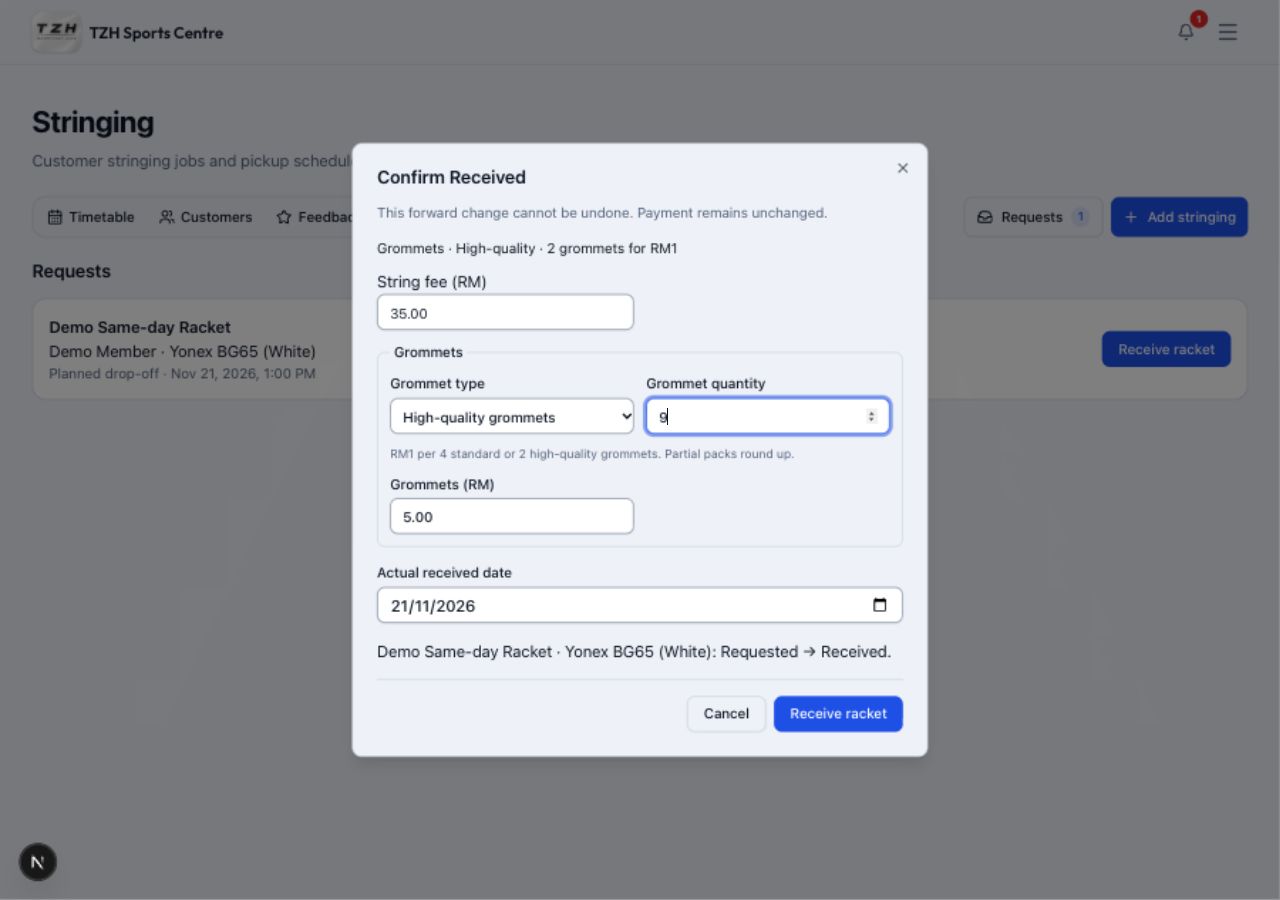 TZH
TZH Sports Centre
1
Stringing
Customer stringing jobs and pickup schedul
Timetable
Customers
Feedbac
Requests 1
Add stringing
Requests
Demo Same-day Racket
Demo Member · Yonex BG65 (White)
Planned drop-off · Nov 21, 2026, 1:00 PM
Receive racket
Confirm Received
This forward change cannot be undone. Payment remains unchanged.
Grommets · High-quality · 2 grommets for RM1
String fee (RM)
35.00
Grommets
Grommet type
Grommet quantity
High-quality grommets
9
RM1 per 4 standard or 2 high-quality grommets. Partial packs round up.
Grommets (RM)
5.00
Actual received date
21/11/2026
Demo Same-day Racket · Yonex BG65 (White): Requested → Received.
Cancel
Receive racket
N